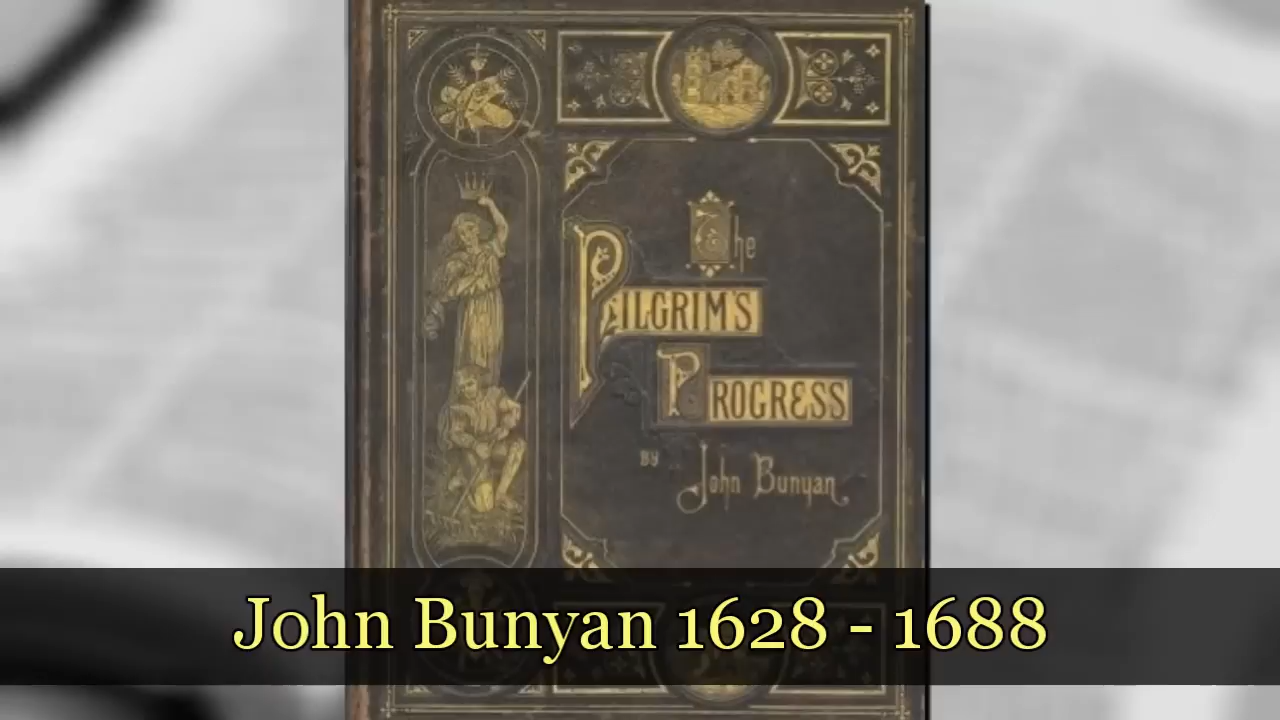 The
PILGRIM'S
PROGRESS
BY John Bunyan
John Bunyan 1628 - 1688